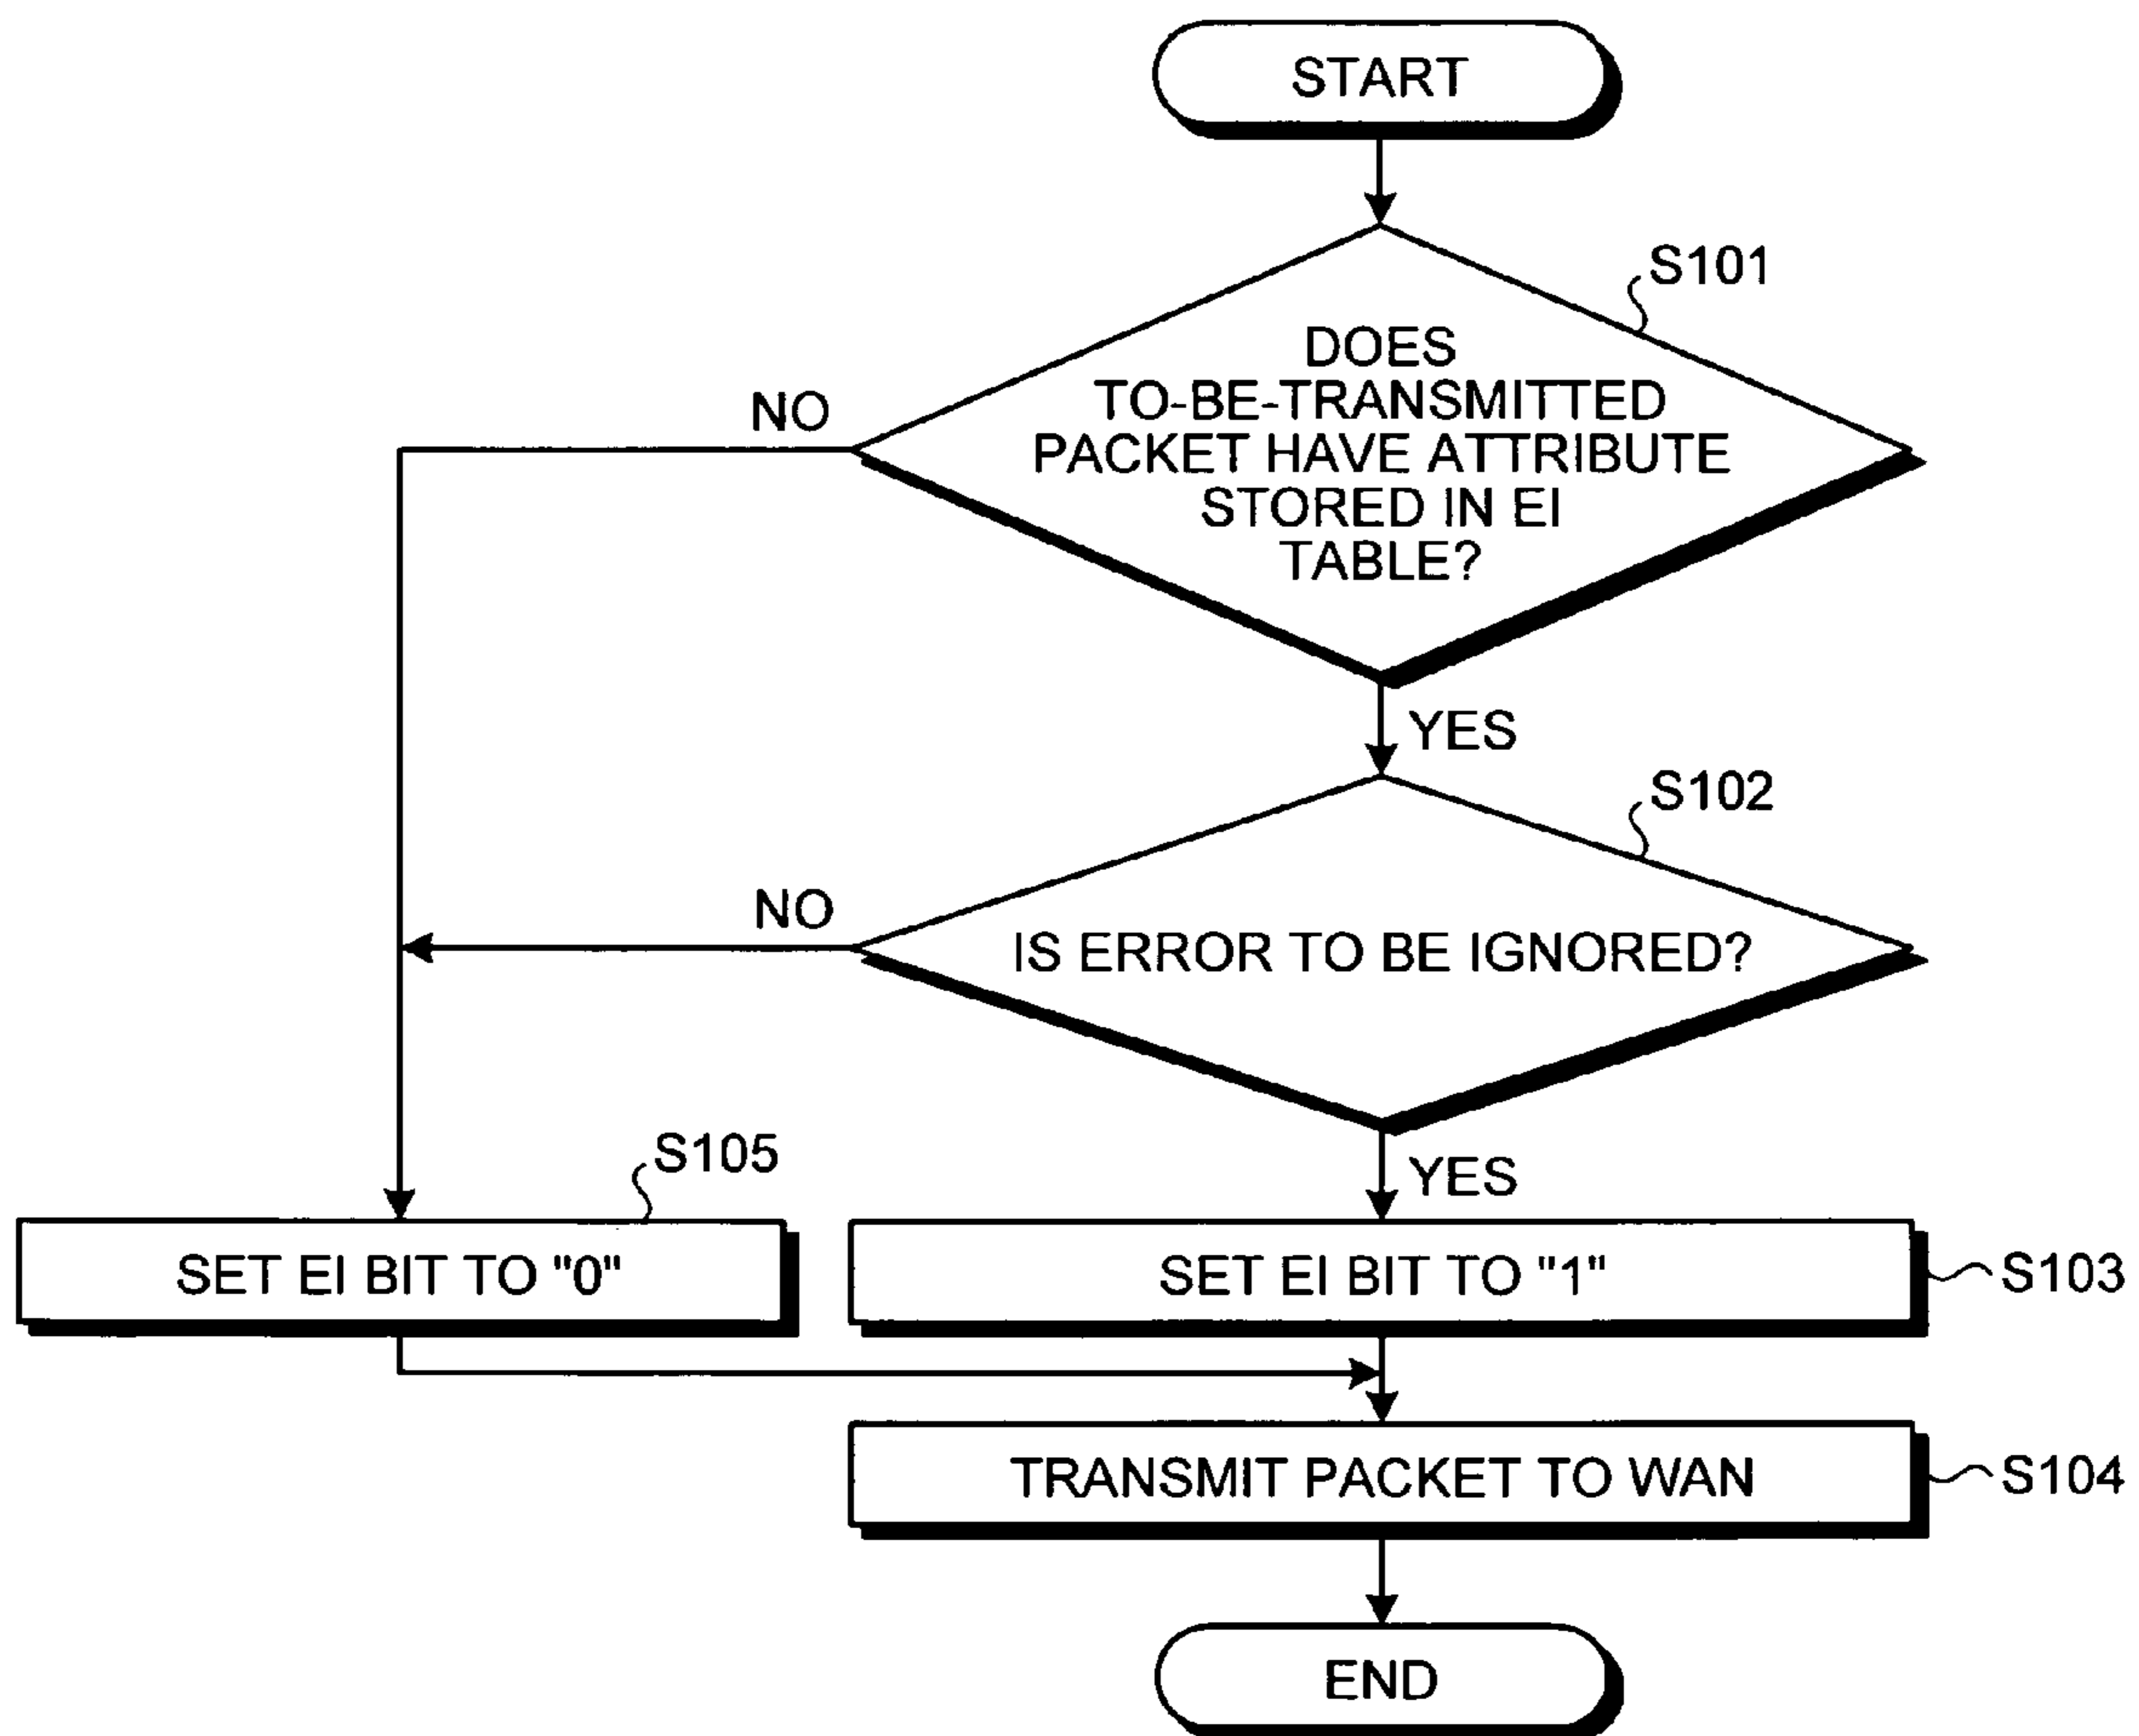 START
S101
DOES
TO-BE-TRANSMITTED
PACKET HAVE ATTRIBUTE
STORED IN EI
TABLE?
NO
YES
S102
IS ERROR TO BE IGNORED?
NO
YES
S105
SET EI BIT TO "0"
SET EI BIT TO "1"
S103
TRANSMIT PACKET TO WAN
S104
END